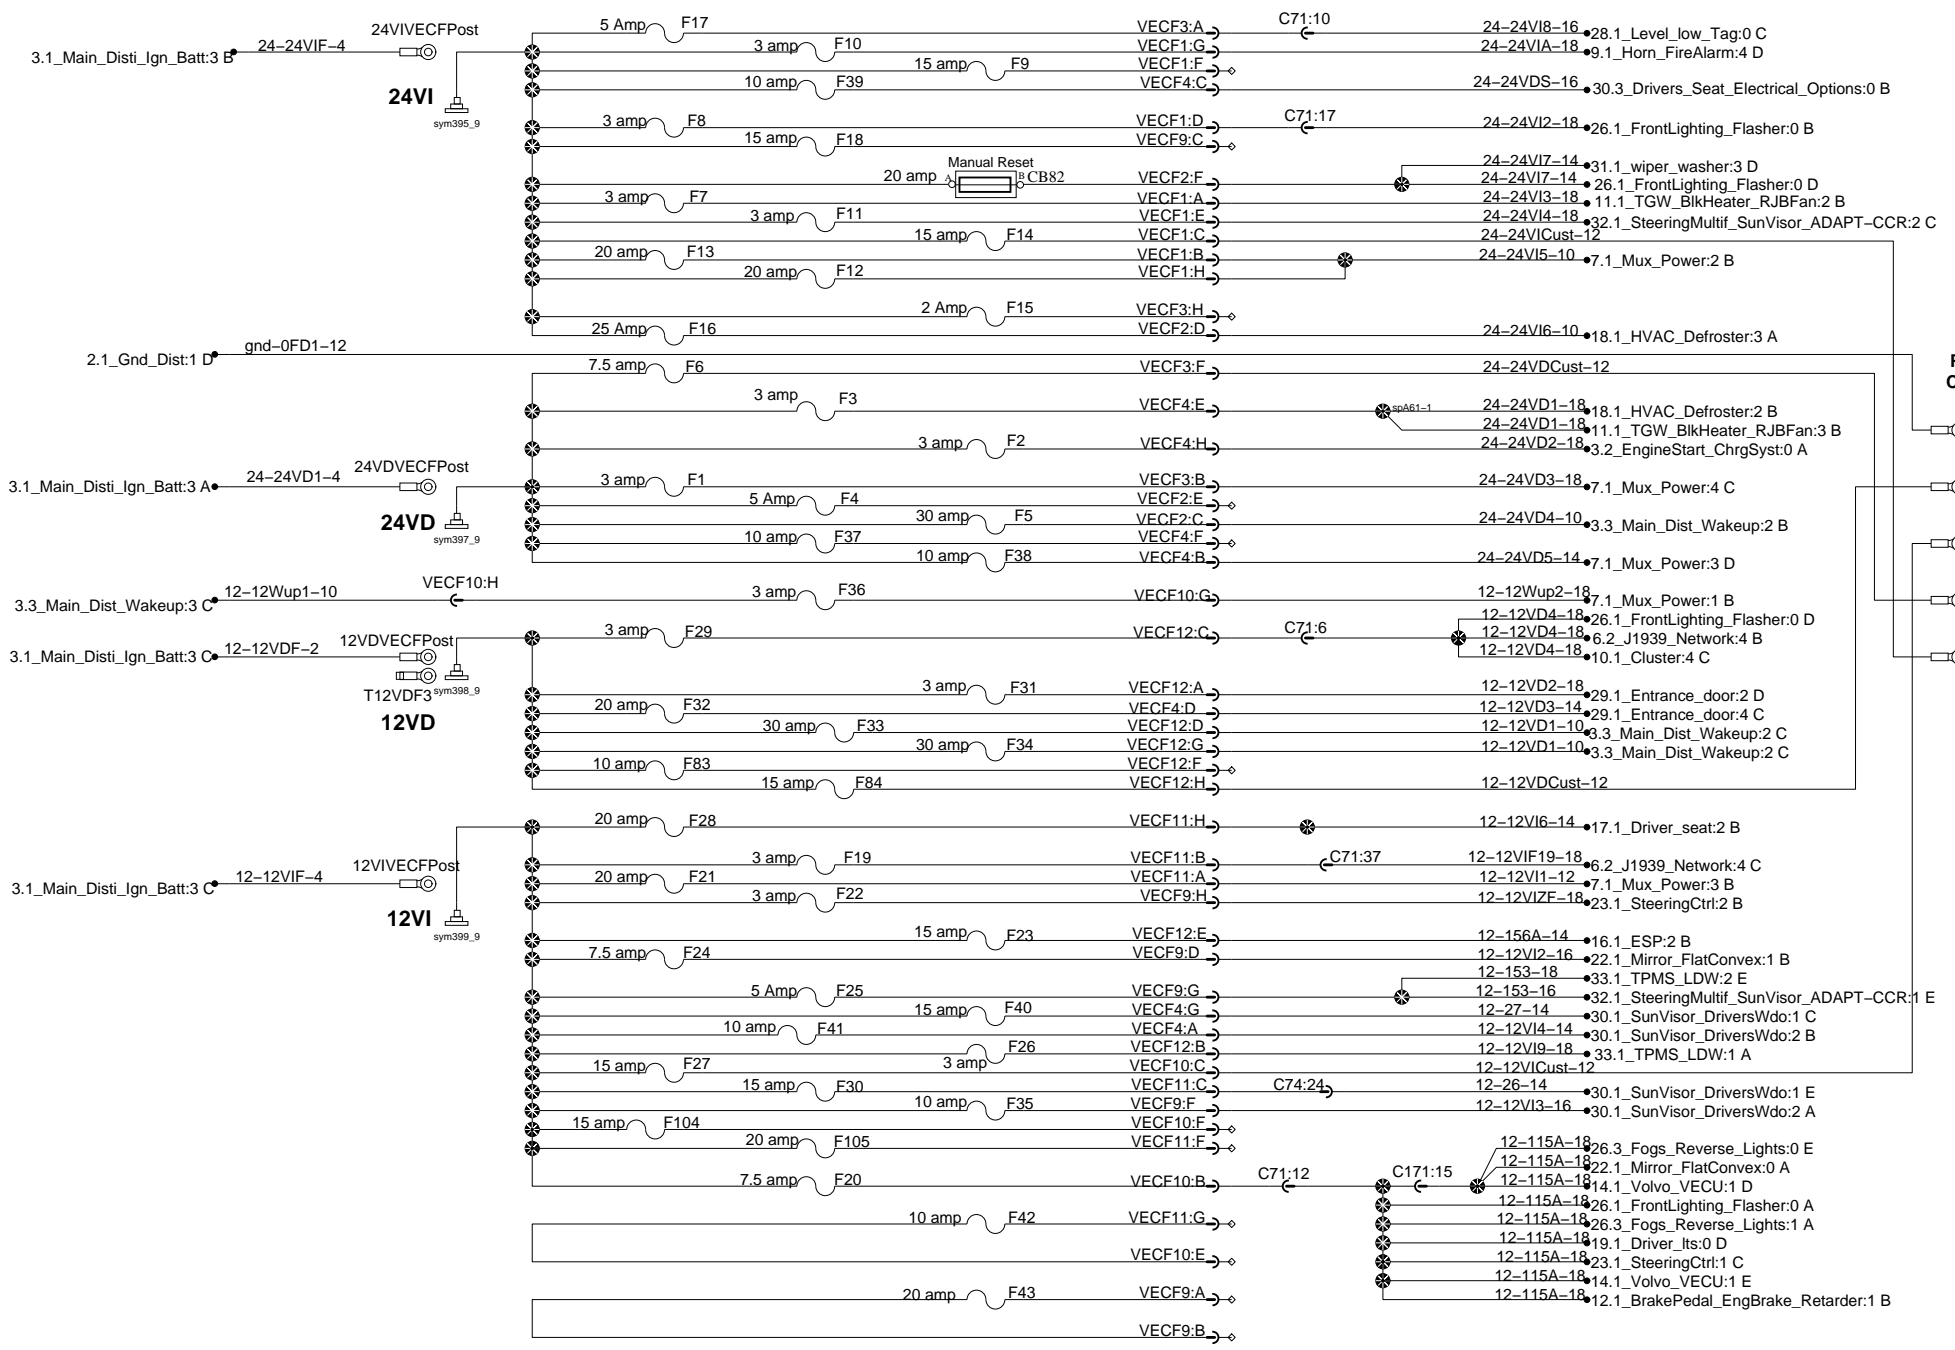 5 Amp F17 VECF3:A C71:10 24-24VI8-16 28.1_Level_low_Tag:0 C
24VIVECFPost
3.1_Main_Disti_Ign_Batt:3 B 24-24VIF-4 3 amp F10 VECF1:G 24-24VIA-18 9.1_Horn_FireAlarm:4 D
15 amp F9 VECF1:F
24VI 10 amp F39 VECF4:C 24-24VDS-16 30.3_Drivers_Seat_Electrical_Options:0 B
sym395_9
3 amp F8 VECF1:D C71:17 24-24VI2-18 26.1_FrontLighting_Flasher:0 B
15 amp F18 VECF9:C
Manual Reset 24-24VI7-14 31.1_wiper_washer:3 D
20 amp A B CB82 VECF2:F 24-24VI7-14 26.1_FrontLighting_Flasher:0 D
3 amp F7 VECF1:A 24-24VI3-18 11.1_TGW_BlkHeater_RJBFan:2 B
3 amp F11 VECF1:E 24-24VI4-18 32.1_SteeringMultif_SunVisor_ADAPT-CCR:2 C
15 amp F14 VECF1:C 24-24VICust-12
20 amp F13 VECF1:B 24-24VI5-10 7.1_Mux_Power:2 B
20 amp F12 VECF1:H
2 Amp F15 VECF3:H
25 Amp F16 VECF2:D 24-24VI6-10 18.1_HVAC_Defroster:3 A
2.1_Gnd_Dist:1 D gnd-0FD1-12
7.5 amp F6 VECF3:F 24-24VDCust-12
3 amp F3 VECF4:E spA61-1 24-24VD1-18 18.1_HVAC_Defroster:2 B
24-24VD1-18 11.1_TGW_BlkHeater_RJBFan:3 B
3 amp F2 VECF4:H 24-24VD2-18 3.2_EngineStart_ChrgSyst:0 A
24VDVECFPost
3.1_Main_Disti_Ign_Batt:3 A 24-24VD1-4 3 amp F1 VECF3:B 24-24VD3-18 7.1_Mux_Power:4 C
5 Amp F4 VECF2:E
24VD 30 amp F5 VECF2:C 24-24VD4-10 3.3_Main_Dist_Wakeup:2 B
sym397_9
10 amp F37 VECF4:F
10 amp F38 VECF4:B 24-24VD5-14 7.1_Mux_Power:3 D
3.3_Main_Dist_Wakeup:3 C 12-12Wup1-10 VECF10:H 3 amp F36 VECF10:G 12-12Wup2-18 7.1_Mux_Power:1 B
12-12VD4-18 26.1_FrontLighting_Flasher:0 D
12VDVECFPost 3 amp F29 VECF12:C C71:6 12-12VD4-18 6.2_J1939_Network:4 B
3.1_Main_Disti_Ign_Batt:3 C 12-12VDF-2 12-12VD4-18 10.1_Cluster:4 C
T12VDF3 sym398_9
3 amp F31 VECF12:A 12-12VD2-18 29.1_Entrance_door:2 D
12VD 20 amp F32 VECF4:D 12-12VD3-14 29.1_Entrance_door:4 C
30 amp F33 VECF12:D 12-12VD1-10 3.3_Main_Dist_Wakeup:2 C
30 amp F34 VECF12:G 12-12VD1-10 3.3_Main_Dist_Wakeup:2 C
10 amp F83 VECF12:F
15 amp F84 VECF12:H 12-12VDCust-12
20 amp F28 VECF11:H 12-12VI6-14 17.1_Driver_seat:2 B
12VIVECFPost 3 amp F19 VECF11:B C71:37 12-12VIF19-18 6.2_J1939_Network:4 C
3.1_Main_Disti_Ign_Batt:3 C 12-12VIF-4 20 amp F21 VECF11:A 12-12VI1-12 7.1_Mux_Power:3 B
3 amp F22 VECF9:H 12-12VIZF-18 23.1_SteeringCtrl:2 B
12VI
sym399_9
15 amp F23 VECF12:E 12-156A-14 16.1_ESP:2 B
7.5 amp F24 VECF9:D 12-12VI2-16 22.1_Mirror_FlatConvex:1 B
12-153-18 33.1_TPMS_LDW:2 E
5 Amp F25 VECF9:G 12-153-16 32.1_SteeringMultif_SunVisor_ADAPT-CCR:1 E
15 amp F40 VECF4:G 12-27-14 30.1_SunVisor_DriversWdo:1 C
10 amp F41 VECF4:A 12-12VI4-14 30.1_SunVisor_DriversWdo:2 B
3 amp F26 VECF12:B 12-12VI9-18 33.1_TPMS_LDW:1 A
15 amp F27 VECF10:C 12-12VICust-12
15 amp F30 VECF11:C C74:24 12-26-14 30.1_SunVisor_DriversWdo:1 E
10 amp F35 VECF9:F 12-12VI3-16 30.1_SunVisor_DriversWdo:2 A
15 amp F104 VECF10:F
20 amp F105 VECF11:F
12-115A-18 26.3_Fogs_Reverse_Lights:0 E
12-115A-18 22.1_Mirror_FlatConvex:0 A
7.5 amp F20 VECF10:B C71:12 C171:15 12-115A-18 14.1_Volvo_VECU:1 D
12-115A-18 26.1_FrontLighting_Flasher:0 A
10 amp F42 VECF11:G 12-115A-18 26.3_Fogs_Reverse_Lights:1 A
12-115A-18 19.1_Driver_lts:0 D
VECF10:E 12-115A-18 23.1_SteeringCtrl:1 C
12-115A-18 14.1_Volvo_VECU:1 E
20 amp F43 VECF9:A 12-115A-18 12.1_BrakePedal_EngBrake_Retarder:1 B
VECF9:B